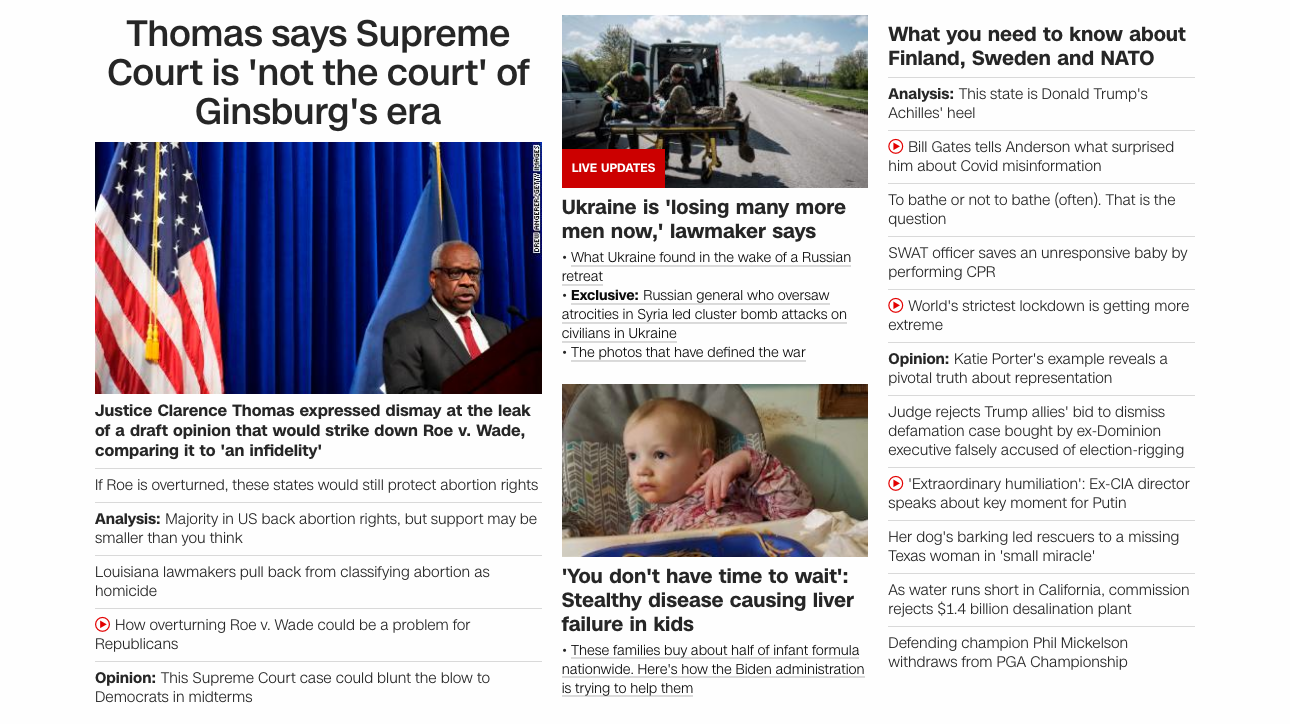 Thomas says Supreme
Court is 'not the court' of
Ginsburg's era
DREW ANGERER/GETTY IMAGES
Justice Clarence Thomas expressed dismay at the leak
of a draft opinion that would strike down Roe v. Wade,
comparing it to 'an infidelity'
If Roe is overturned, these states would still protect abortion rights
Analysis: Majority in US back abortion rights, but support may be
smaller than you think
Louisiana lawmakers pull back from classifying abortion as
homicide
How overturning Roe v. Wade could be a problem for
Republicans
Opinion: This Supreme Court case could blunt the blow to
Democrats in midterms
LIVE UPDATES
Ukraine is 'losing many more
men now,' lawmaker says
• What Ukraine found in the wake of a Russian
retreat
• Exclusive: Russian general who oversaw
atrocities in Syria led cluster bomb attacks on
civilians in Ukraine
• The photos that have defined the war
'You don't have time to wait':
Stealthy disease causing liver
failure in kids
• These families buy about half of infant formula
nationwide. Here's how the Biden administration
is trying to help them
What you need to know about
Finland, Sweden and NATO
Analysis: This state is Donald Trump's
Achilles' heel
Bill Gates tells Anderson what surprised
him about Covid misinformation
To bathe or not to bathe (often). That is the
question
SWAT officer saves an unresponsive baby by
performing CPR
World's strictest lockdown is getting more
extreme
Opinion: Katie Porter's example reveals a
pivotal truth about representation
Judge rejects Trump allies' bid to dismiss
defamation case bought by ex-Dominion
executive falsely accused of election-rigging
'Extraordinary humiliation': Ex-CIA director
speaks about key moment for Putin
Her dog's barking led rescuers to a missing
Texas woman in 'small miracle'
As water runs short in California, commission
rejects $1.4 billion desalination plant
Defending champion Phil Mickelson
withdraws from PGA Championship